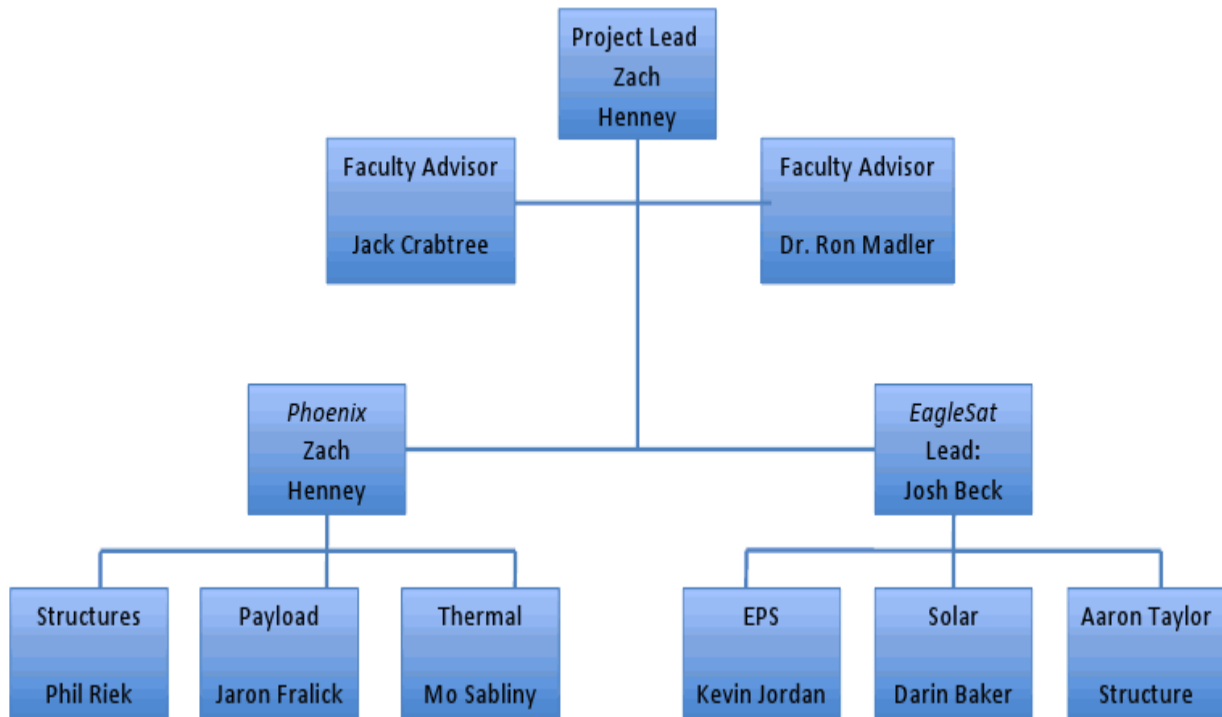 Project Lead
Zach
Henney
Faculty Advisor
Jack Crabtree
Faculty Advisor
Dr. Ron Madler
Phoenix
Zach
Henney
EagleSat
Lead:
Josh Beck
Structures
Phil Riek
Payload
Jaron Fralick
Thermal
Mo Sabliny
EPS
Kevin Jordan
Solar
Darin Baker
Aaron Taylor
Structure